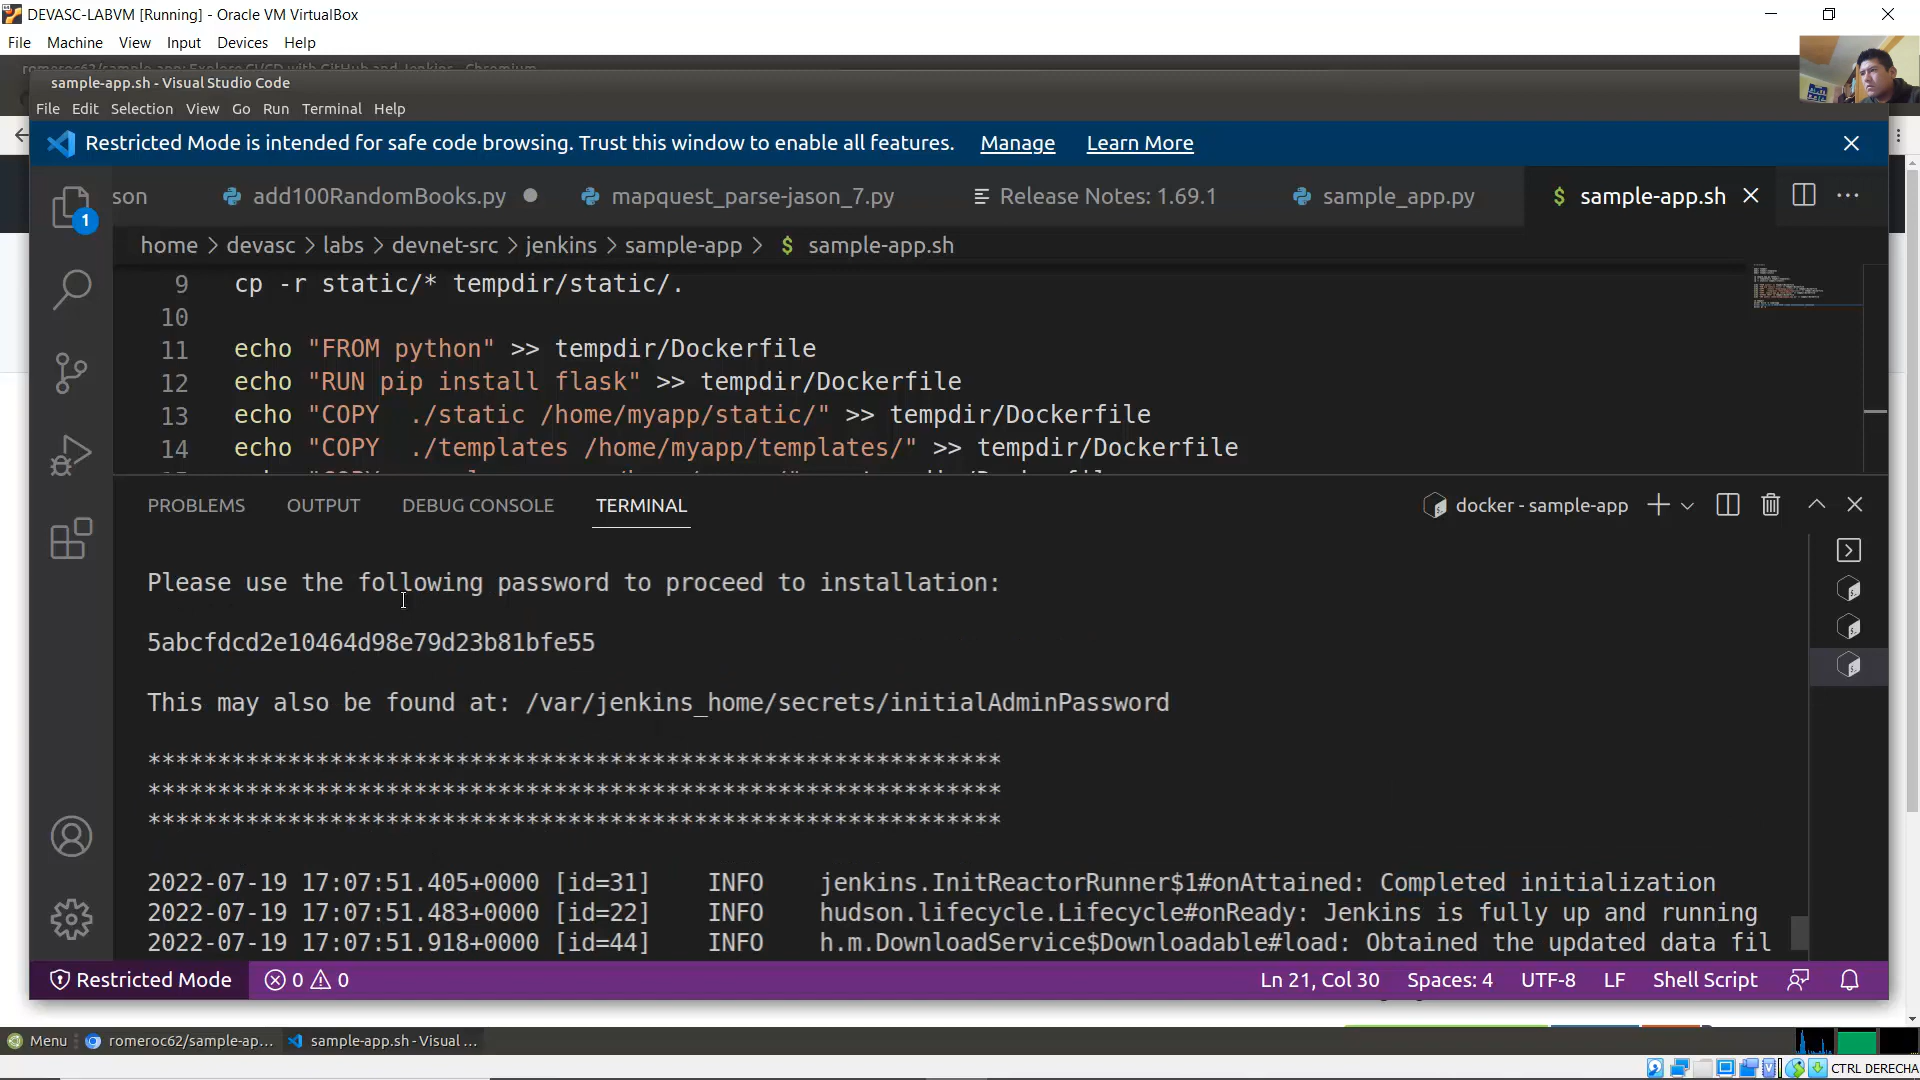 DEVASC-LABVM [Running] - Oracle VM VirtualBox
File Machine View Input Devices Help
sample-app.sh - Visual Studio Code
File Edit Selection View Go Run Terminal Help
Restricted Mode is intended for safe code browsing. Trust this window to enable all features. Manage Learn More
son add100RandomBooks.py mapquest_parse-jason_7.py Release Notes: 1.69.1 sample_app.py $ sample-app.sh
home > devasc > labs > devnet-src > jenkins > sample-app > $ sample-app.sh
1
9 cp -r static/* tempdir/static/.
10
11 echo "FROM python" >> tempdir/Dockerfile
12 echo "RUN pip install flask" >> tempdir/Dockerfile
13 echo "COPY  ./static /home/myapp/static/" >> tempdir/Dockerfile
14 echo "COPY  ./templates /home/myapp/templates/" >> tempdir/Dockerfile
PROBLEMS OUTPUT DEBUG CONSOLE TERMINAL docker - sample-app
Please use the following password to proceed to installation:
5abcfdcd2e10464d98e79d23b81bfe55
This may also be found at: /var/jenkins_home/secrets/initialAdminPassword
*************************************************************
*************************************************************
*************************************************************
2022-07-19 17:07:51.405+0000 [id=31] INFO jenkins.InitReactorRunner$1#onAttained: Completed initialization
2022-07-19 17:07:51.483+0000 [id=22] INFO hudson.lifecycle.Lifecycle#onReady: Jenkins is fully up and running
2022-07-19 17:07:51.918+0000 [id=44] INFO h.m.DownloadService$Downloadable#load: Obtained the updated data fil
Restricted Mode 0 0 Ln 21, Col 30 Spaces: 4 UTF-8 LF Shell Script
Menu romeroc62/sample-ap... sample-app.sh - Visual ...
CTRL DERECHA